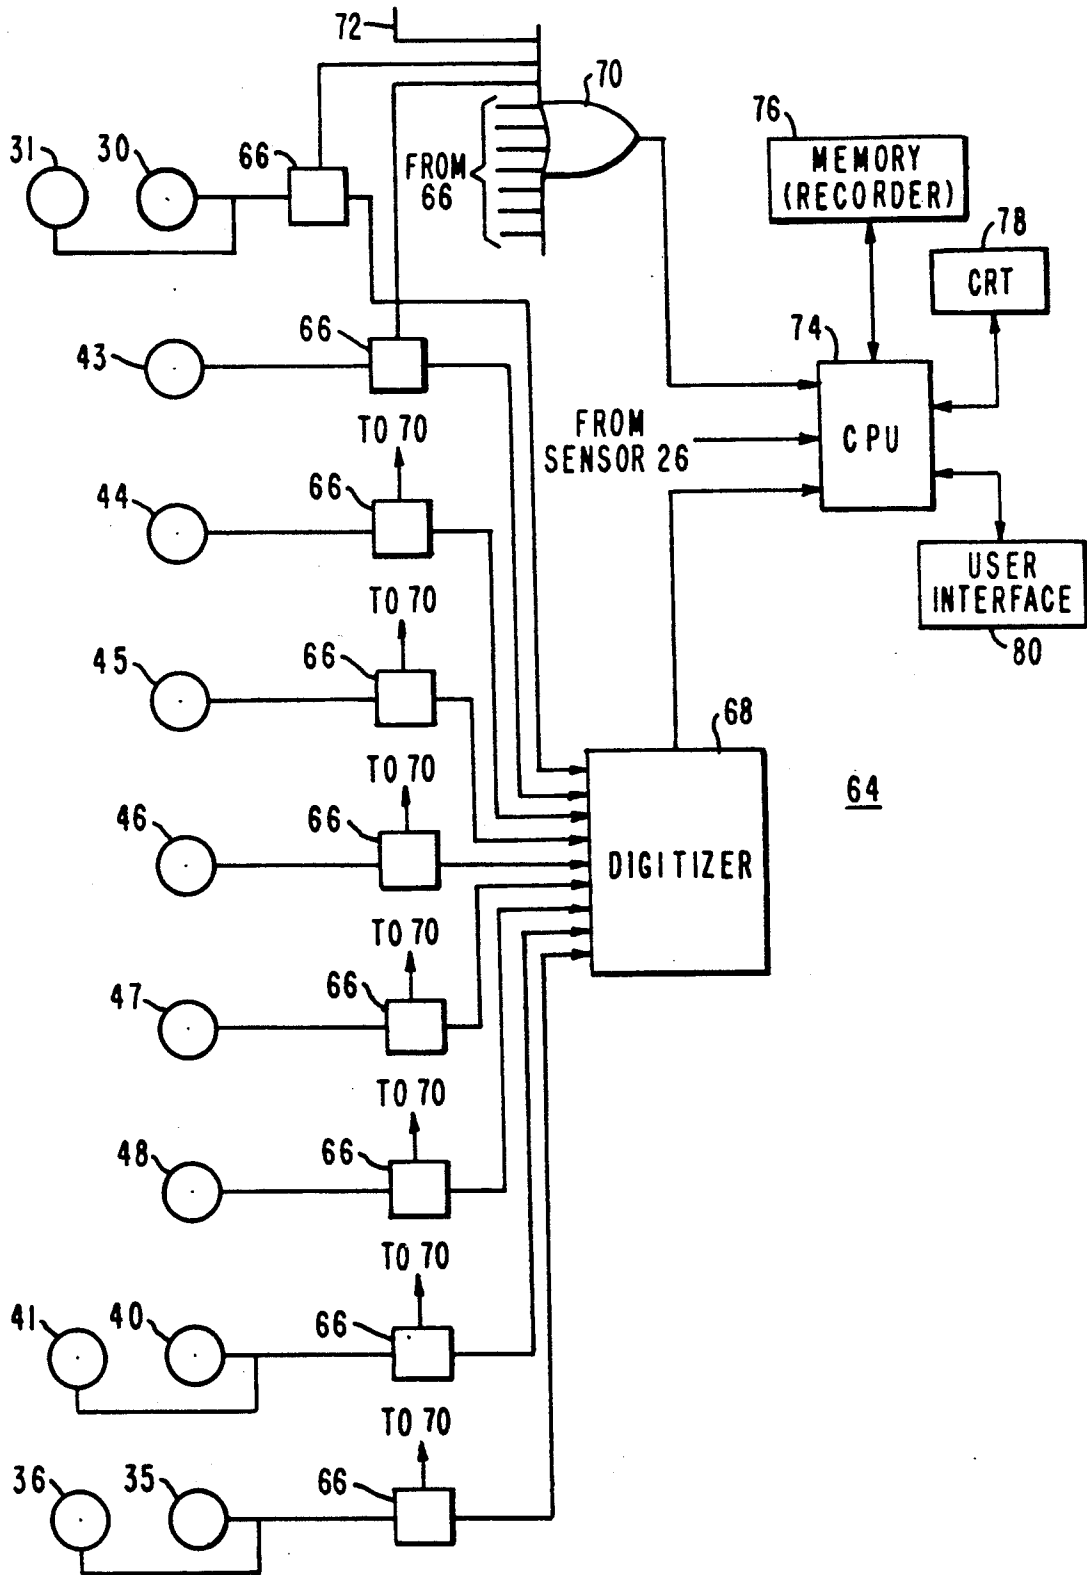 72
70
76
31
30
66
FROM
66
MEMORY
(RECORDER)
78
CRT
43
66
74
TO 70
FROM
SENSOR 26
CPU
44
66
TO 70
USER
INTERFACE
80
45
66
68
TO 70
64
46
66
DIGITIZER
TO 70
47
66
TO 70
48
66
TO 70
41
40
66
TO 70
36
35
66